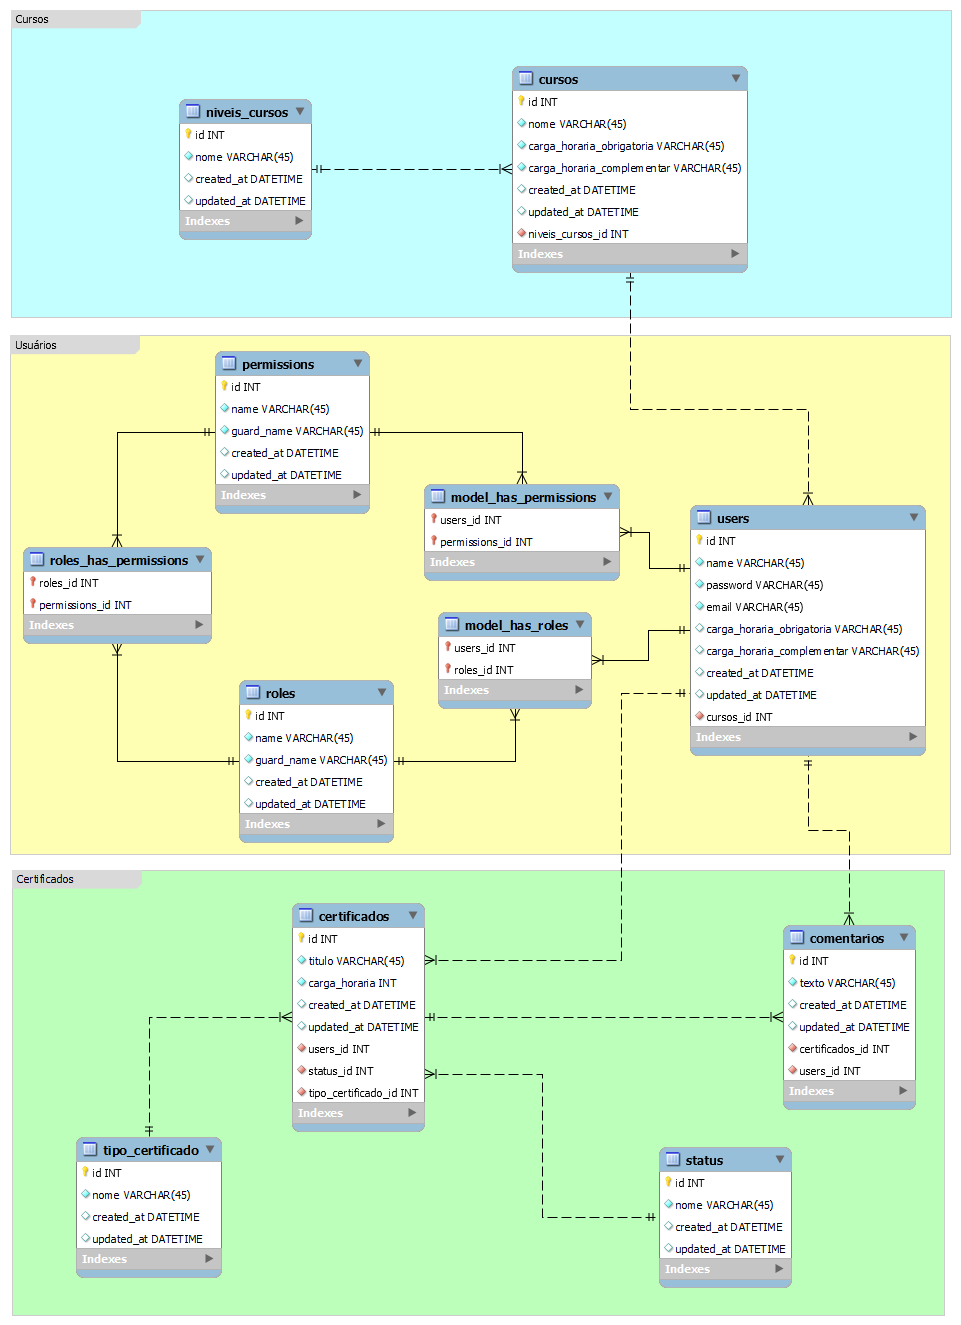 Cursos
niveis_cursos
id INT
nome VARCHAR(45)
created_at DATETIME
updated_at DATETIME
Indexes
cursos
id INT
nome VARCHAR(45)
carga_horaria_obrigatoria VARCHAR(45)
carga_horaria_complementar VARCHAR(45)
created_at DATETIME
updated_at DATETIME
niveis_cursos_id INT
Indexes
Usuários
permissions
id INT
name VARCHAR(45)
guard_name VARCHAR(45)
created_at DATETIME
updated_at DATETIME
Indexes
model_has_permissions
users_id INT
permissions_id INT
Indexes
users
id INT
name VARCHAR(45)
password VARCHAR(45)
email VARCHAR(45)
carga_horaria_obrigatoria VARCHAR(45)
carga_horaria_complementar VARCHAR(45)
created_at DATETIME
updated_at DATETIME
cursos_id INT
Indexes
roles_has_permissions
roles_id INT
permissions_id INT
Indexes
model_has_roles
users_id INT
roles_id INT
Indexes
roles
id INT
name VARCHAR(45)
guard_name VARCHAR(45)
created_at DATETIME
updated_at DATETIME
Indexes
Certificados
certificados
id INT
titulo VARCHAR(45)
carga_horaria INT
created_at DATETIME
updated_at DATETIME
users_id INT
status_id INT
tipo_certificado_id INT
Indexes
comentarios
id INT
texto VARCHAR(45)
created_at DATETIME
updated_at DATETIME
certificados_id INT
users_id INT
Indexes
tipo_certificado
id INT
nome VARCHAR(45)
created_at DATETIME
updated_at DATETIME
Indexes
status
id INT
nome VARCHAR(45)
created_at DATETIME
updated_at DATETIME
Indexes